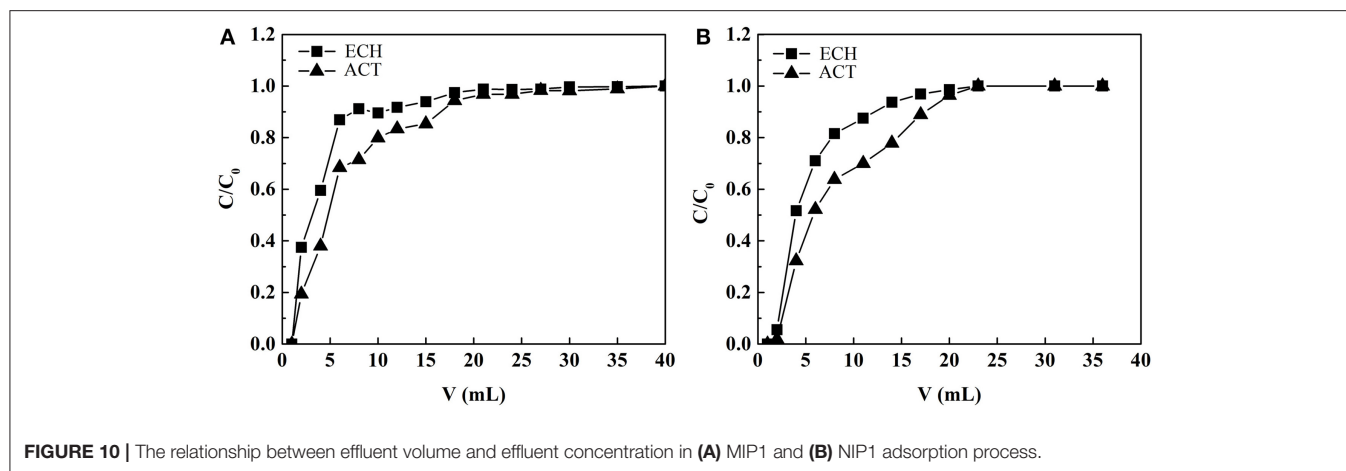 A
ECH
ACT
1.2
1.0
0.8
0.6
0.4
0.2
0.0
C/C0
0 5 10 15 20 25 30 35 40
V (mL)
B
ECH
ACT
1.2
1.0
0.8
0.6
0.4
0.2
0.0
C/C0
0 5 10 15 20 25 30 35 40
V (mL)
FIGURE 10 | The relationship between effluent volume and effluent concentration in (A) MIP1 and (B) NIP1 adsorption process.